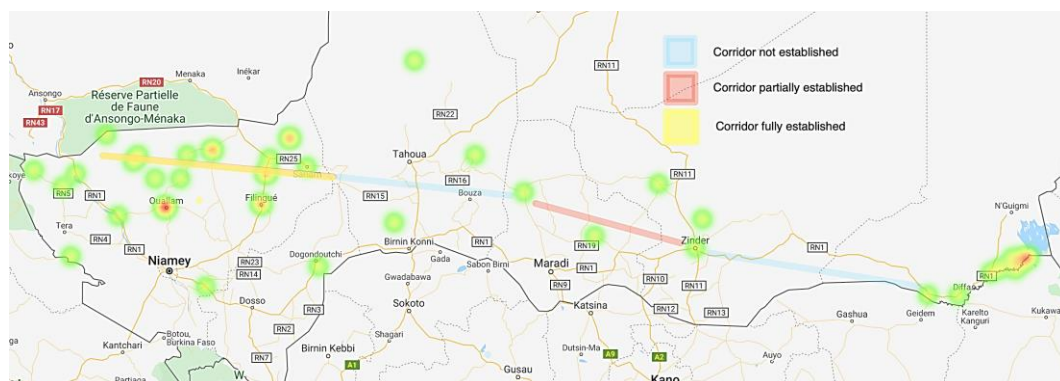 Corridor not established
Corridor partially established
Corridor fully established
RN11
RN20
Menaka
Inékar
Ansongo
RN17
RN43
Réserve Partielle
de Faune
d'Ansongo-Ménaka
RN22
RN25
Tahoua
RN11
RN5
RN1
RN15
RN16
Bouza
Ouallam
Filingué
N'Guigmi
Tera
RN4
RN1
RN19
Zinder
RN1
Birnin Konni
RN1
Gada
Niamey
RN23
RN14
Dogondoutchi
Sabon Birni
Maradi
RN1
RN10
RN1
Diffa
Gwadabawa
RN9
RN11
Dosso
RN3
Sokoto
Katsina
RN12
RN13
Geidem
Karelto
Kanguri
Kukawa
Gashua
RN2
Botou,
Burkina Faso
Shagari
Kantchari
RN7
Birnin Kebbi
A1
Dutsin-Ma
A9
A2
Auyo
Gusau
Kano
W